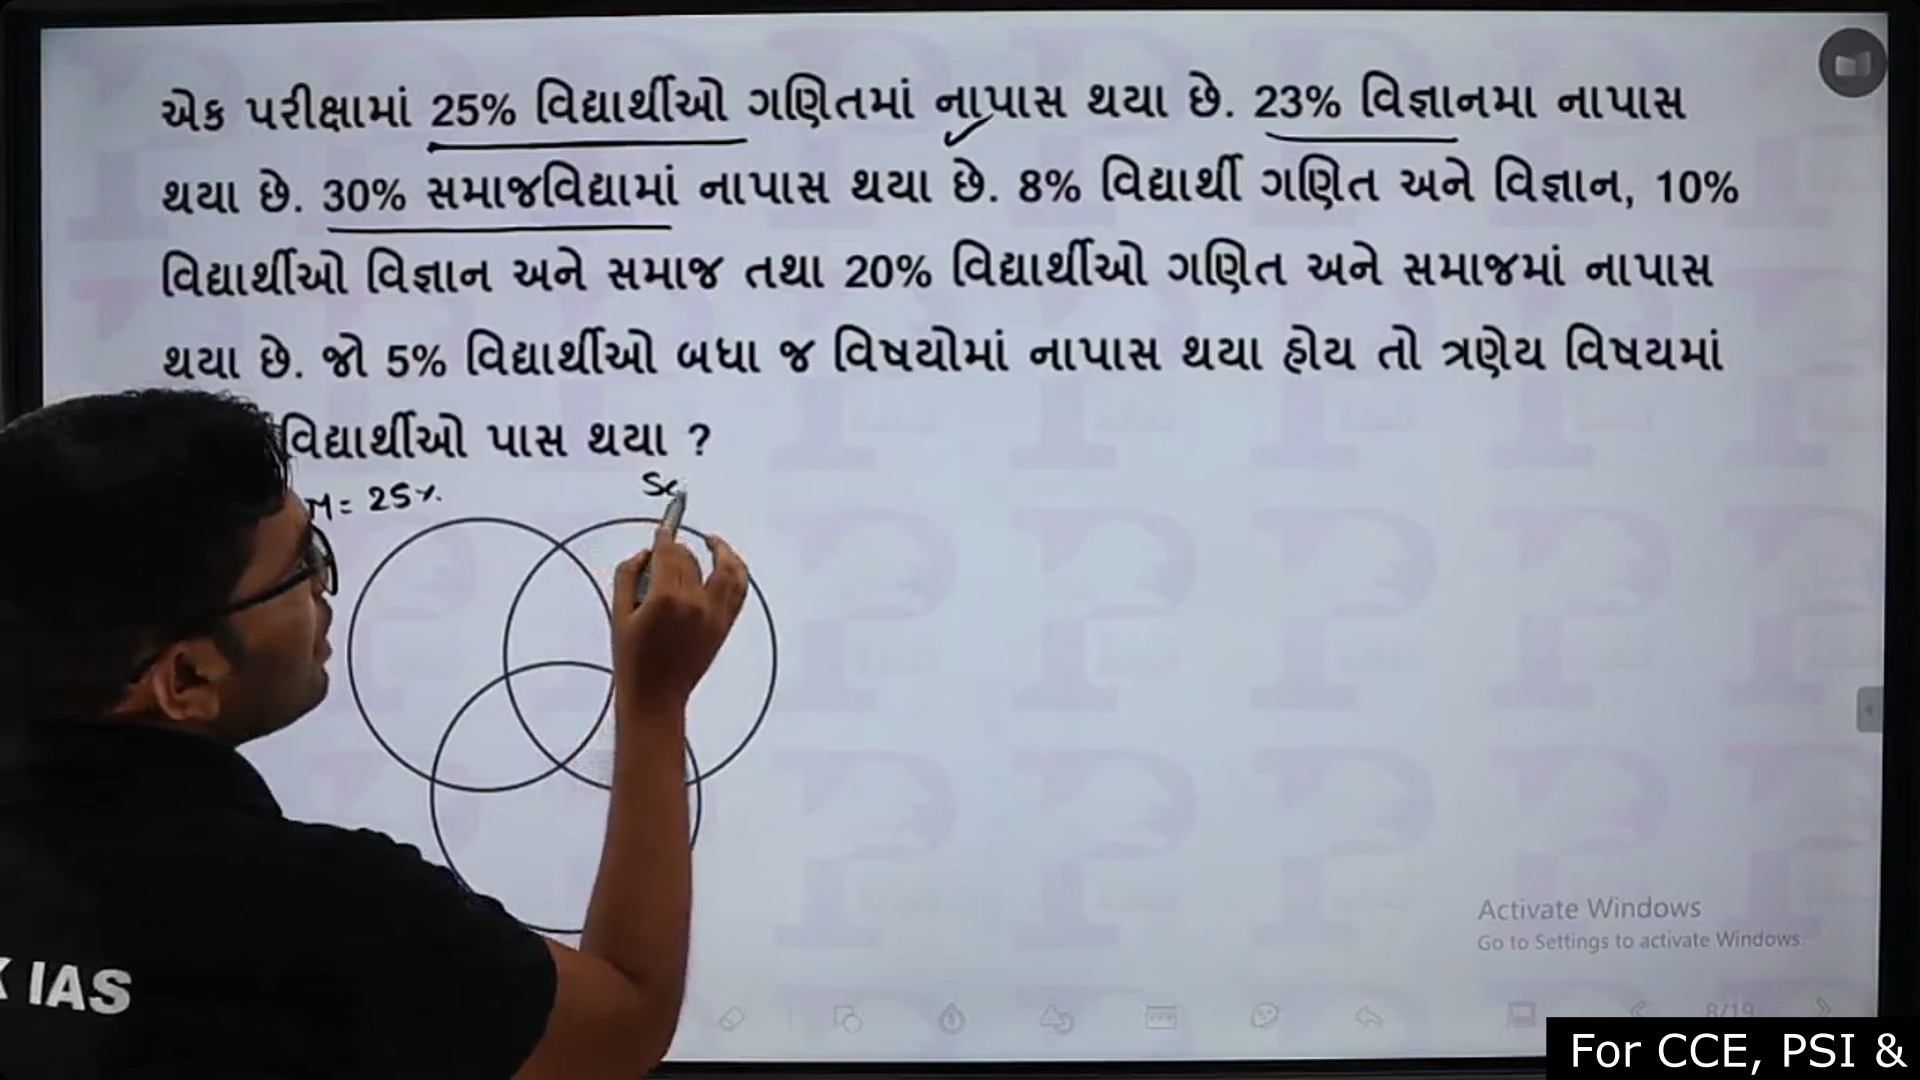 એક પરીક્ષામાં 25% વિદ્યાર્થીઓ ગણિતમાં નાપાસ થયા છે. 23% વિજ્ઞાનમા નાપાસ
થયા છે. 30% સમાજવિદ્યામાં નાપાસ થયા છે. 8% વિદ્યાર્થી ગણિત અને વિજ્ઞાન, 10%
વિદ્યાર્થીઓ વિજ્ઞાન અને સમાજ તથા 20% વિદ્યાર્થીઓ ગણિત અને સમાજમાં નાપાસ
થયા છે. જો 5% વિદ્યાર્થીઓ બધા જ વિષયોમાં નાપાસ થયા હોય તો ત્રણેય વિષયમાં
વિદ્યાર્થીઓ પાસ થયા ?
M = 25%
Sc
Activate Windows
Go to Settings to activate Windows.
IAS
8/19
For CCE, PSI &